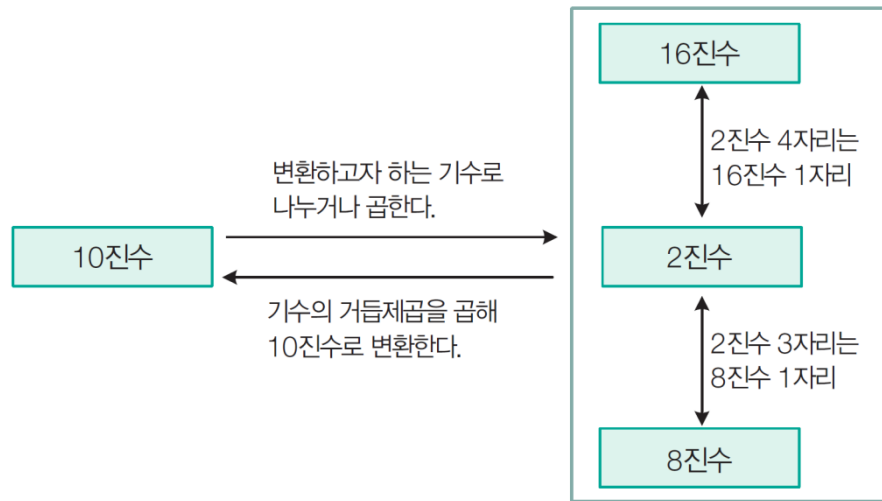 16진수
2진수 4자리는
16진수 1자리
변환하고자 하는 기수로
나누거나 곱한다.
10진수
2진수
기수의 거듭제곱을 곱해
10진수로 변환한다.
2진수 3자리는
8진수 1자리
8진수